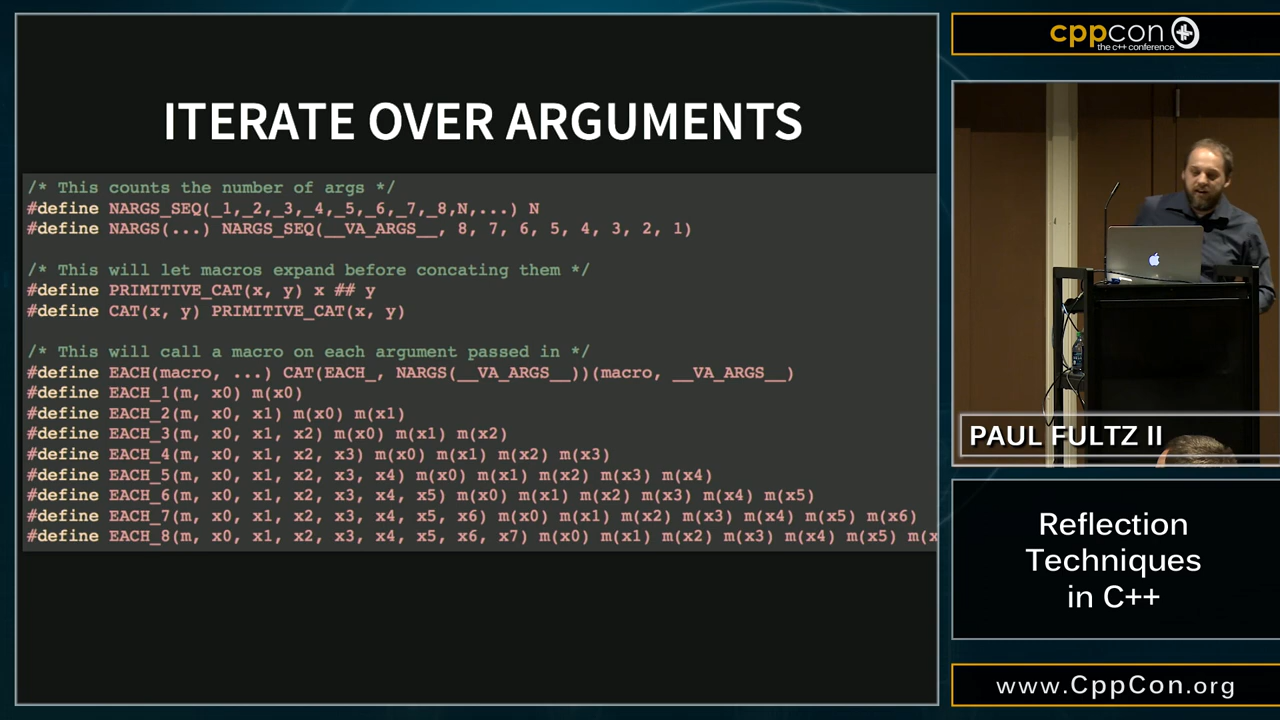 ITERATE OVER ARGUMENTS
/* This counts the number of args */
#define NARGS_SEQ(_1,_2,_3,_4,_5,_6,_7,_8,N,...) N
#define NARGS(...) NARGS_SEQ(__VA_ARGS__, 8, 7, 6, 5, 4, 3, 2, 1)
/* This will let macros expand before concating them */
#define PRIMITIVE_CAT(x, y) x ## y
#define CAT(x, y) PRIMITIVE_CAT(x, y)
/* This will call a macro on each argument passed in */
#define EACH(macro, ...) CAT(EACH_, NARGS(__VA_ARGS__))(macro, __VA_ARGS__)
#define EACH_1(m, x0) m(x0)
#define EACH_2(m, x0, x1) m(x0) m(x1)
#define EACH_3(m, x0, x1, x2) m(x0) m(x1) m(x2)
#define EACH_4(m, x0, x1, x2, x3) m(x0) m(x1) m(x2) m(x3)
#define EACH_5(m, x0, x1, x2, x3, x4) m(x0) m(x1) m(x2) m(x3) m(x4)
#define EACH_6(m, x0, x1, x2, x3, x4, x5) m(x0) m(x1) m(x2) m(x3) m(x4) m(x5)
#define EACH_7(m, x0, x1, x2, x3, x4, x5, x6) m(x0) m(x1) m(x2) m(x3) m(x4) m(x5) m(x6)
#define EACH_8(m, x0, x1, x2, x3, x4, x5, x6, x7) m(x0) m(x1) m(x2) m(x3) m(x4) m(x5) m(x
cppcon
the c++ conference
PAUL FULTZ II
Reflection
Techniques
in C++
www.CppCon.org